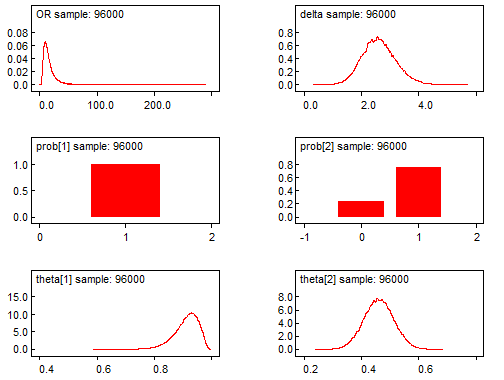 OR sample: 96000
0.08
0.06
0.04
0.02
0.0
0.0 100.0 200.0
delta sample: 96000
0.8
0.6
0.4
0.2
0.0
0.0 2.0 4.0
prob[1] sample: 96000
1.0
0.5
0.0
0 1 2
prob[2] sample: 96000
0.8
0.6
0.4
0.2
0.0
-1 0 1 2
theta[1] sample: 96000
15.0
10.0
5.0
0.0
0.4 0.6 0.8
theta[2] sample: 96000
8.0
6.0
4.0
2.0
0.0
0.2 0.4 0.6